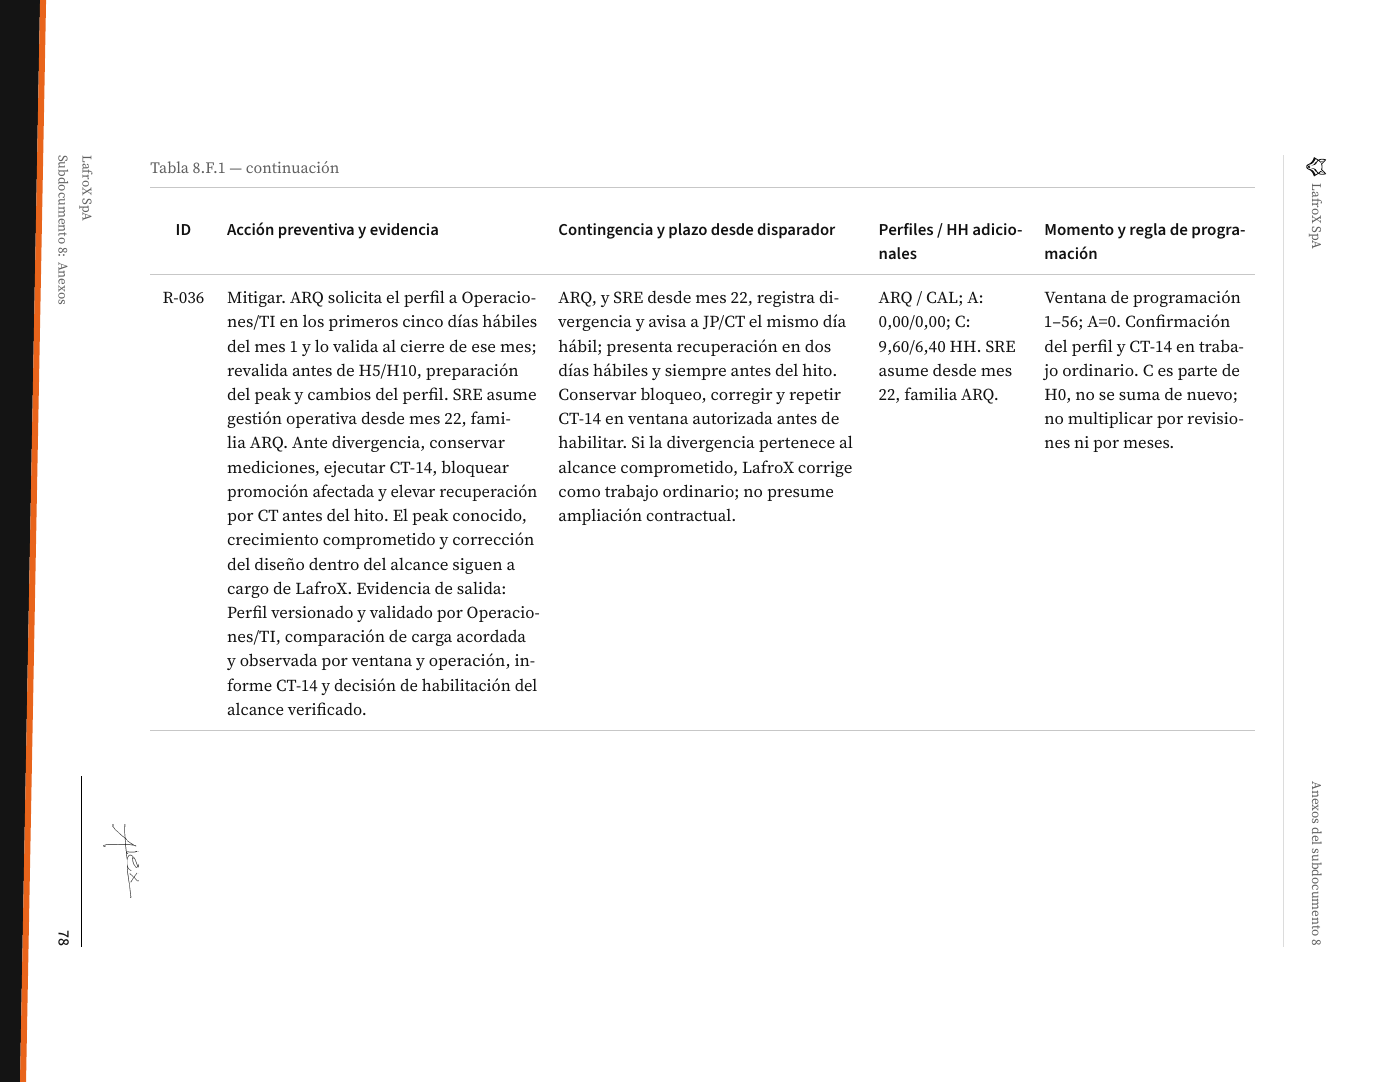 LafroX SpA
Anexos del subdocumento 8
Tabla 8.F.1 — continuación
ID
Acción preventiva y evidencia
Contingencia y plazo desde disparador
Perfiles / HH adicio-
nales
Momento y regla de progra-
mación
R-036
Mitigar. ARQ solicita el perfil a Operacio-
nes/TI en los primeros cinco días hábiles
del mes 1 y lo valida al cierre de ese mes;
revalida antes de H5/H10, preparación
del peak y cambios del perfil. SRE asume
gestión operativa desde mes 22, fami-
lia ARQ. Ante divergencia, conservar
mediciones, ejecutar CT-14, bloquear
promoción afectada y elevar recuperación
por CT antes del hito. El peak conocido,
crecimiento comprometido y corrección
del diseño dentro del alcance siguen a
cargo de LafroX. Evidencia de salida:
Perfil versionado y validado por Operacio-
nes/TI, comparación de carga acordada
y observada por ventana y operación, in-
forme CT-14 y decisión de habilitación del
alcance verificado.
ARQ, y SRE desde mes 22, registra di-
vergencia y avisa a JP/CT el mismo día
hábil; presenta recuperación en dos
días hábiles y siempre antes del hito.
Conservar bloqueo, corregir y repetir
CT-14 en ventana autorizada antes de
habilitar. Si la divergencia pertenece al
alcance comprometido, LafroX corrige
como trabajo ordinario; no presume
ampliación contractual.
ARQ / CAL; A:
0,00/0,00; C:
9,60/6,40 HH. SRE
asume desde mes
22, familia ARQ.
Ventana de programación
1–56; A=0. Confirmación
del perfil y CT-14 en traba-
jo ordinario. C es parte de
H0, no se suma de nuevo;
no multiplicar por revisio-
nes ni por meses.
LafroX SpA
Subdocumento 8: Anexos
78